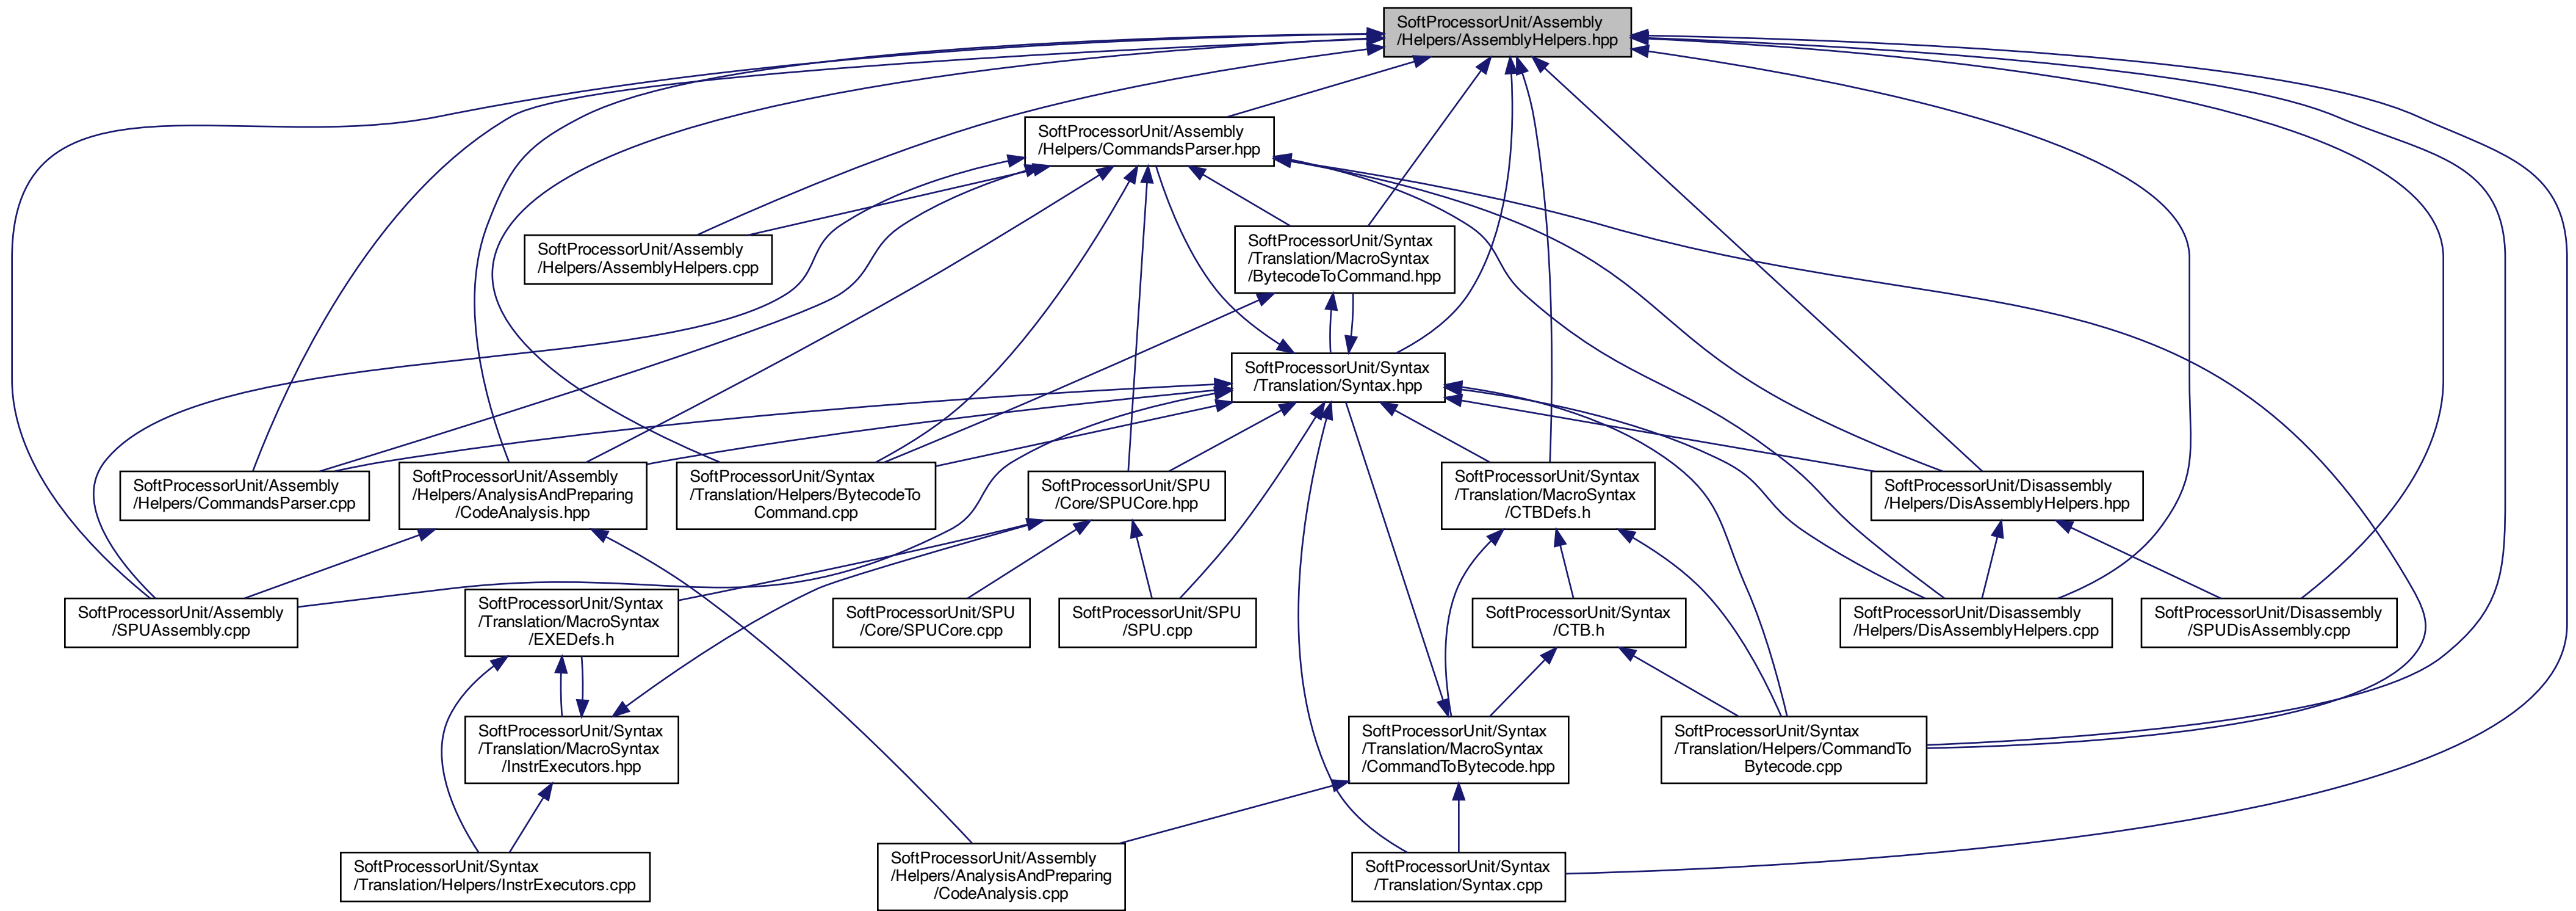 SoftProcessorUnit/Assembly
/Helpers/AssemblyHelpers.hpp
SoftProcessorUnit/Assembly
/Helpers/CommandsParser.hpp
SoftProcessorUnit/Assembly
/Helpers/AssemblyHelpers.cpp
SoftProcessorUnit/Syntax
/Translation/MacroSyntax
/BytecodeToCommand.hpp
SoftProcessorUnit/Syntax
/Translation/Syntax.hpp
SoftProcessorUnit/Assembly
/Helpers/CommandsParser.cpp
SoftProcessorUnit/Assembly
/Helpers/AnalysisAndPreparing
/CodeAnalysis.hpp
SoftProcessorUnit/Syntax
/Translation/Helpers/BytecodeTo
Command.cpp
SoftProcessorUnit/SPU
/Core/SPUCore.hpp
SoftProcessorUnit/Syntax
/Translation/MacroSyntax
/CTBDefs.h
SoftProcessorUnit/Disassembly
/Helpers/DisAssemblyHelpers.hpp
SoftProcessorUnit/Assembly
/SPUAssembly.cpp
SoftProcessorUnit/Syntax
/Translation/MacroSyntax
/EXEDefs.h
SoftProcessorUnit/SPU
/Core/SPUCore.cpp
SoftProcessorUnit/SPU
/SPU.cpp
SoftProcessorUnit/Syntax
/CTB.h
SoftProcessorUnit/Disassembly
/Helpers/DisAssemblyHelpers.cpp
SoftProcessorUnit/Disassembly
/SPUDisAssembly.cpp
SoftProcessorUnit/Syntax
/Translation/MacroSyntax
/InstrExecutors.hpp
SoftProcessorUnit/Syntax
/Translation/MacroSyntax
/CommandToBytecode.hpp
SoftProcessorUnit/Syntax
/Translation/Helpers/CommandTo
Bytecode.cpp
SoftProcessorUnit/Syntax
/Translation/Helpers/InstrExecutors.cpp
SoftProcessorUnit/Assembly
/Helpers/AnalysisAndPreparing
/CodeAnalysis.cpp
SoftProcessorUnit/Syntax
/Translation/Syntax.cpp